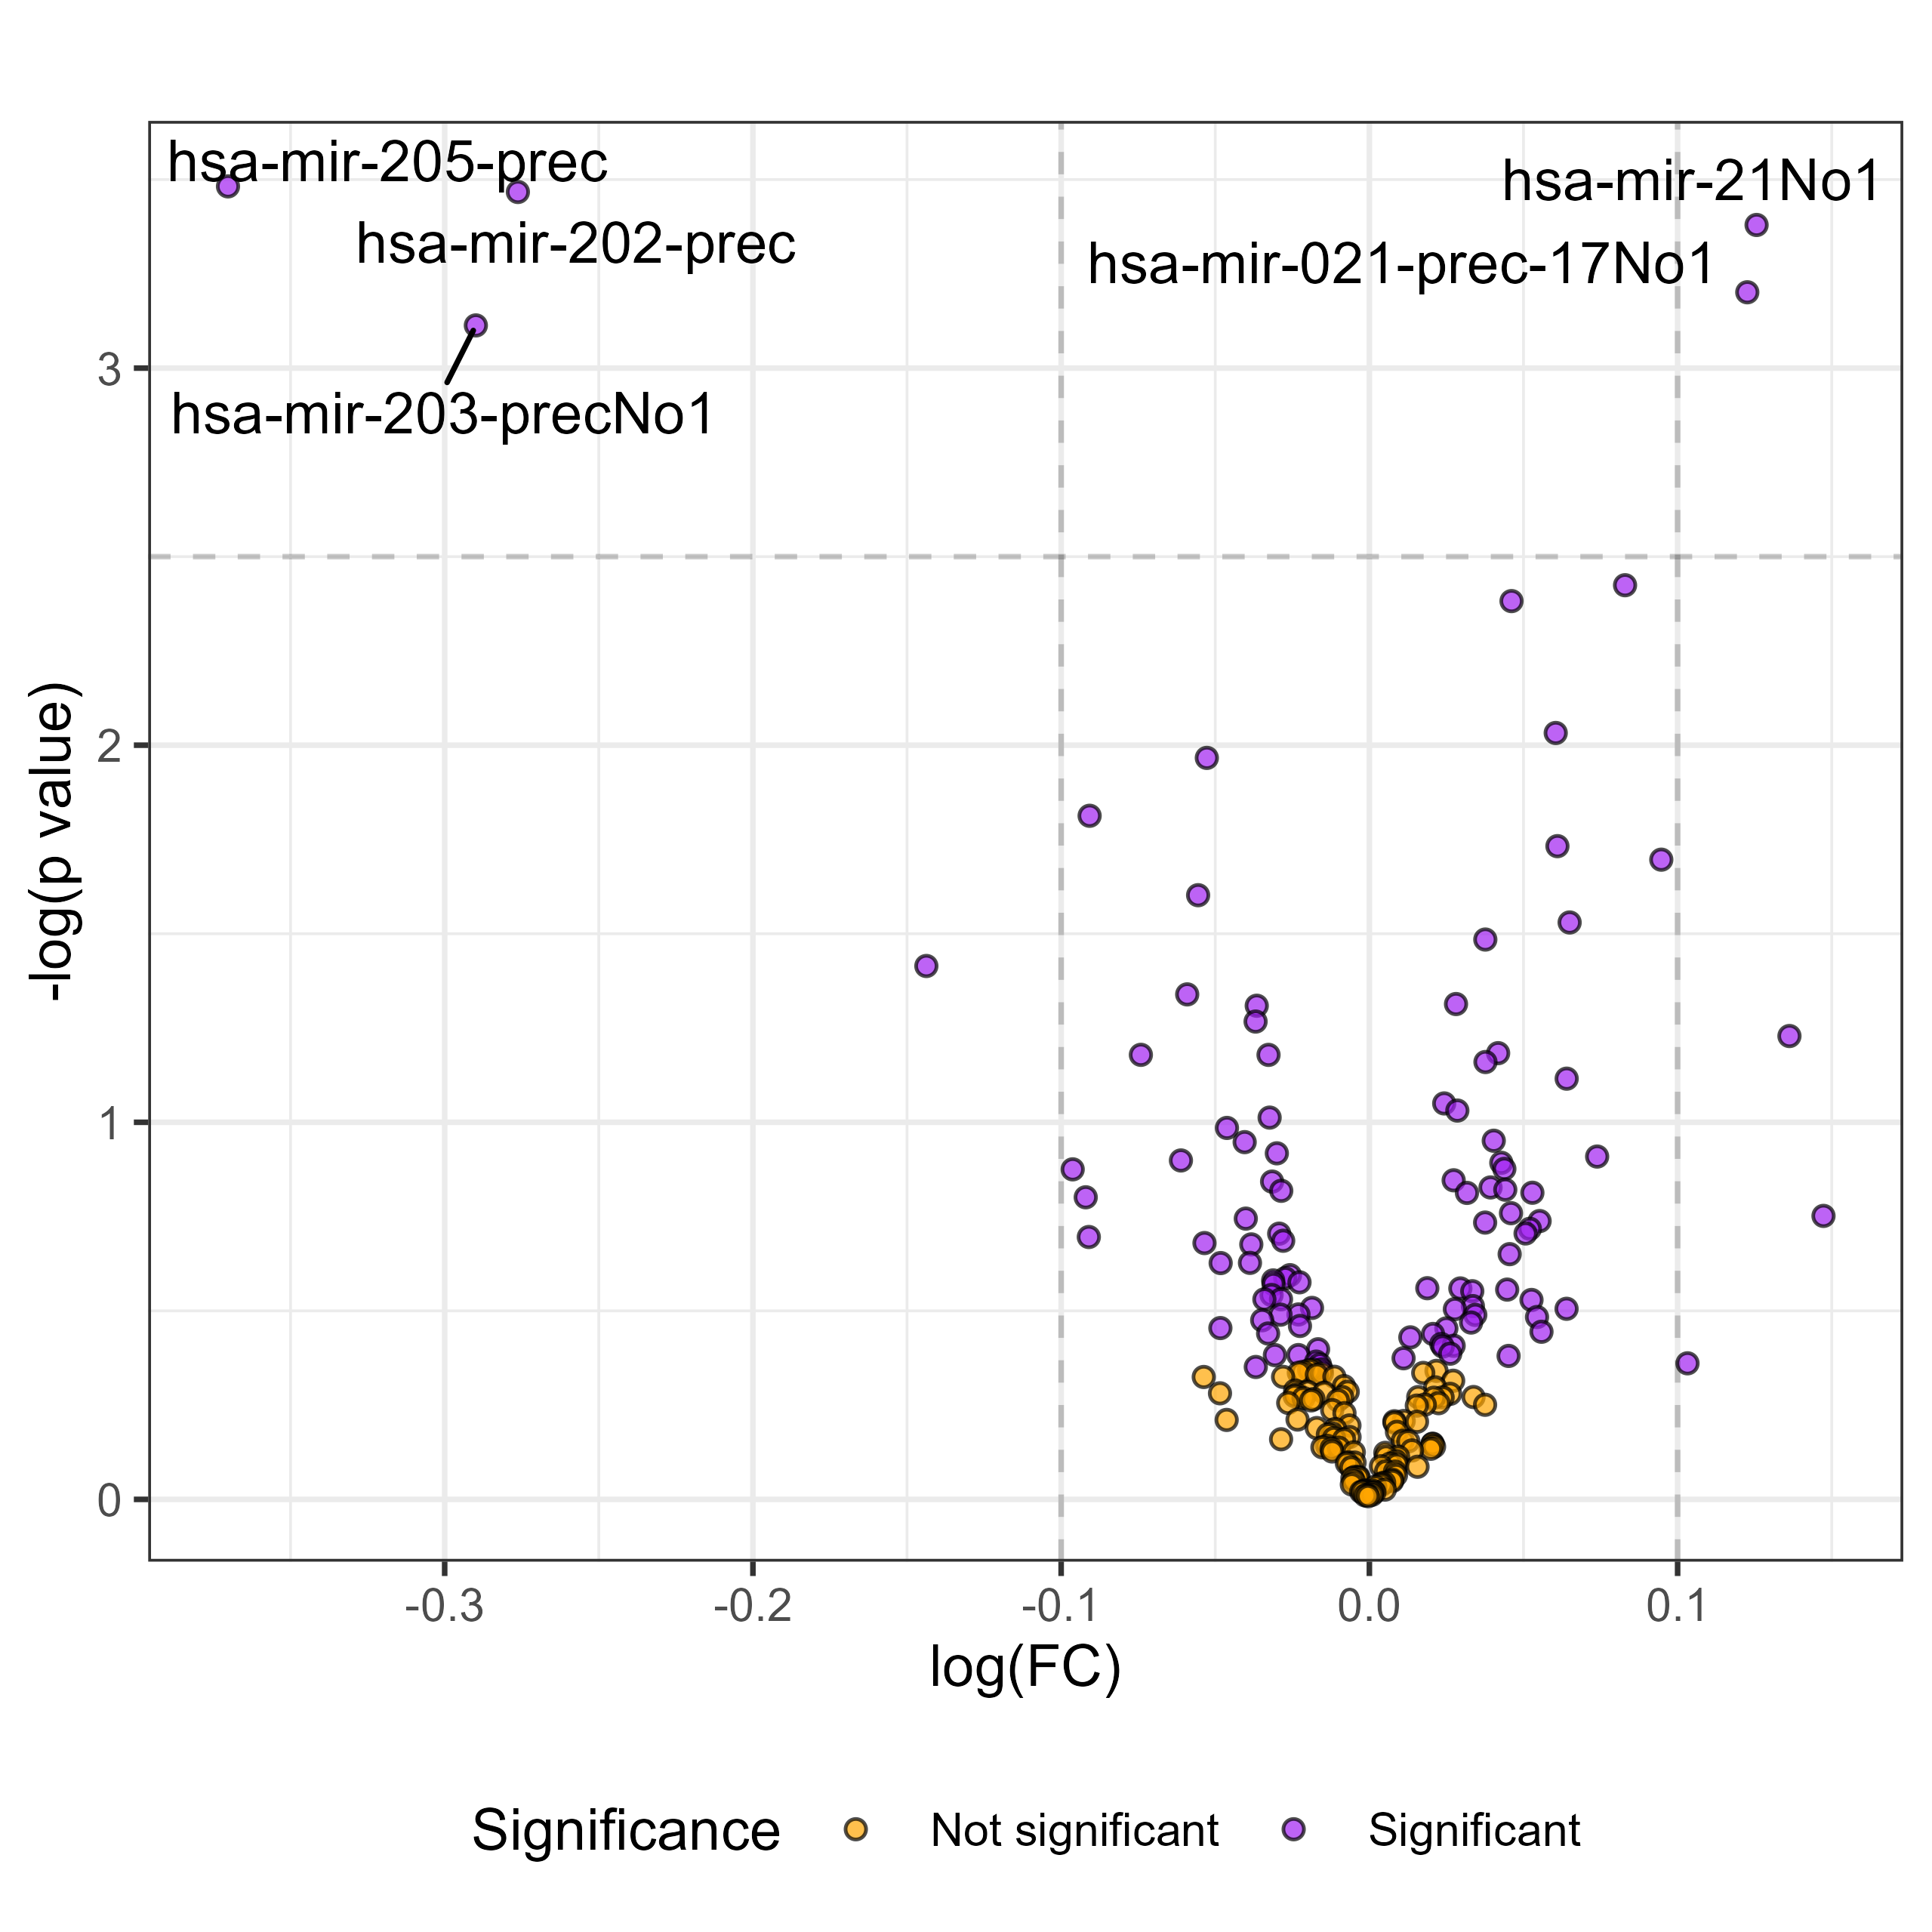 hsa-mir-205-prec
hsa-mir-21No1
hsa-mir-202-prec
hsa-mir-021-prec-17No1
hsa-mir-203-precNo1
3
2
1
0
-log(p value)
-0.3 -0.2 -0.1 0.0 0.1
log(FC)
Significance Not significant Significant